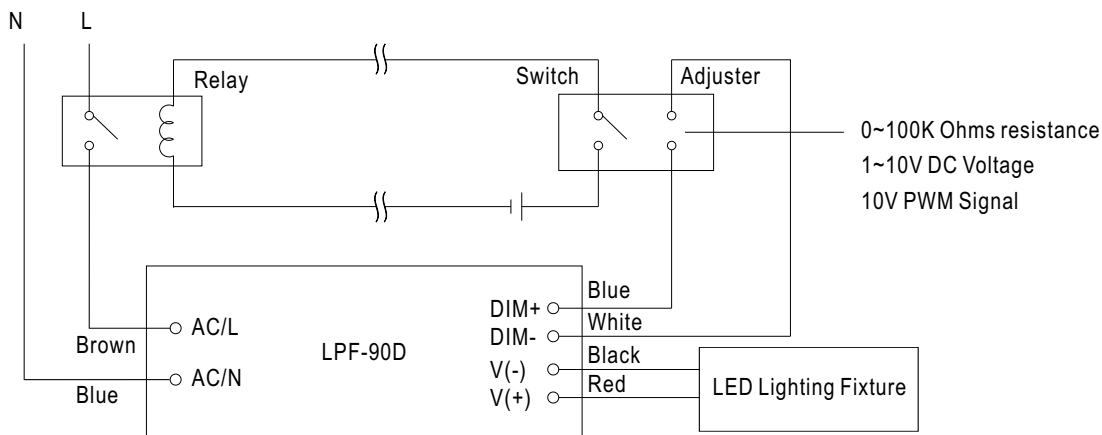 N
L
Relay
Switch
Adjuster
0~100K Ohms resistance
1~10V DC Voltage
10V PWM Signal
Brown
Blue
AC/L
AC/N
LPF-90D
DIM+
DIM-
V(-)
V(+)
Blue
White
Black
Red
LED Lighting Fixture